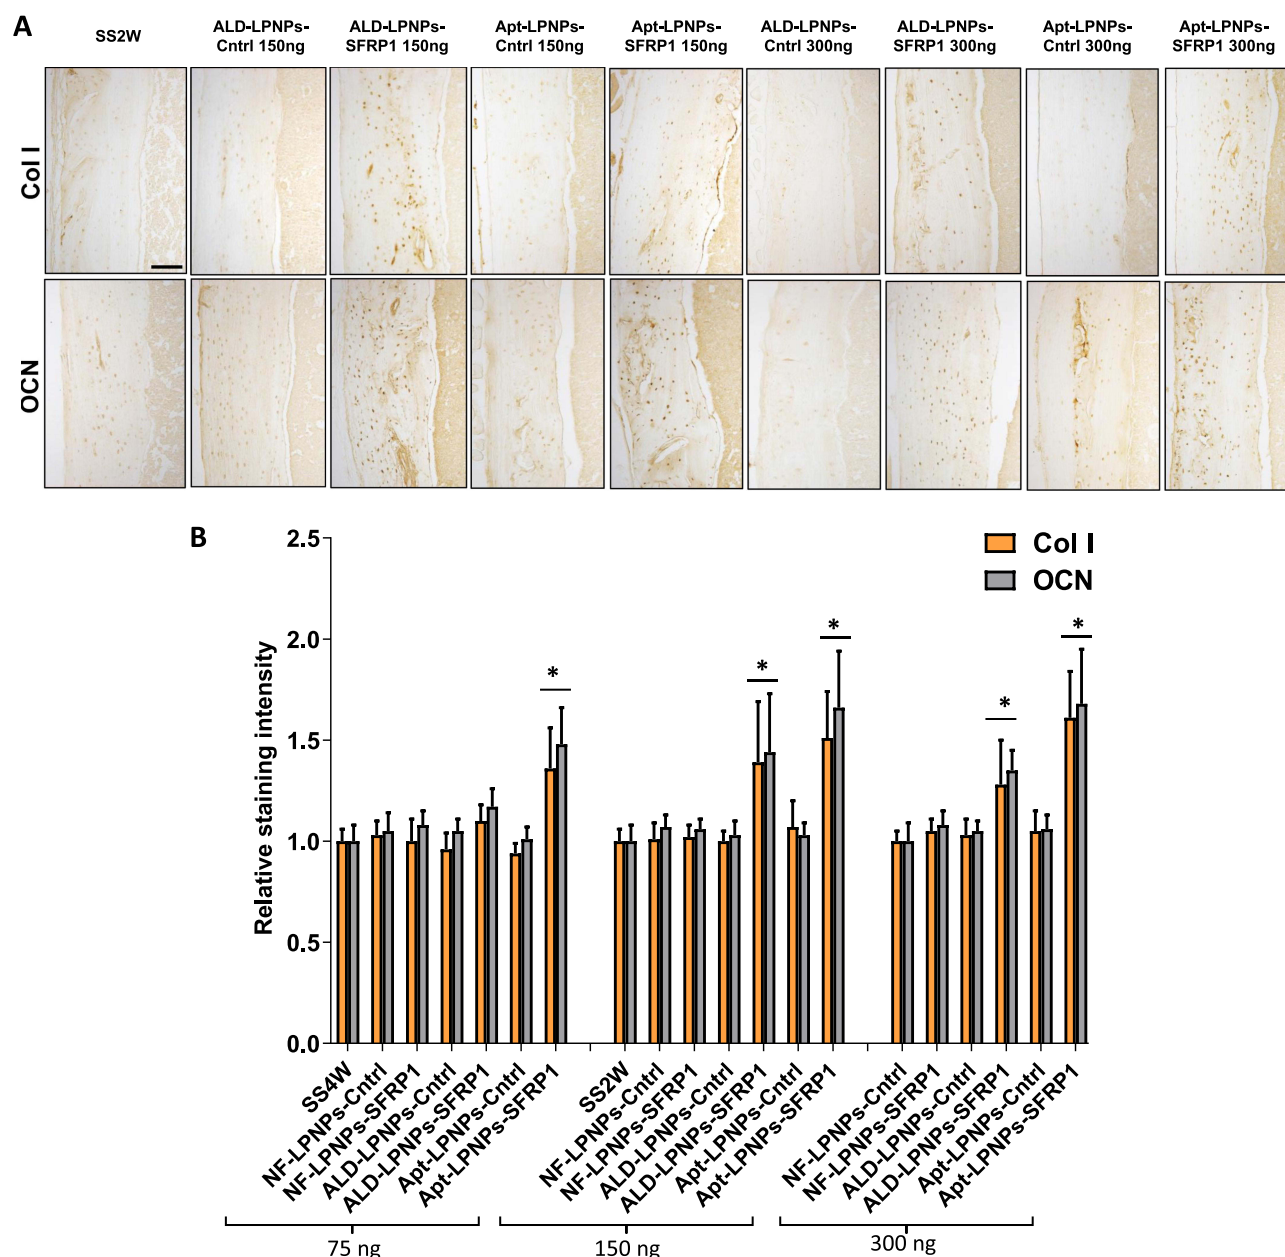 A
SS2W
ALD-LPNPs-
Cntrl 150ng
ALD-LPNPs-
SFRP1 150ng
Apt-LPNPs-
Cntrl 150ng
Apt-LPNPs-
SFRP1 150ng
ALD-LPNPs-
Cntrl 300ng
ALD-LPNPs-
SFRP1 300ng
Apt-LPNPs-
Cntrl 300ng
Apt-LPNPs-
SFRP1 300ng
Col I
OCN
B
Col I
OCN
Relative staining intensity
2.5
2.0
1.5
1.0
0.5
0.0
*
*
*
*
*
SS4W
NF-LPNPs-Cntrl
NF-LPNPs-SFRP1
ALD-LPNPs-Cntrl
ALD-LPNPs-SFRP1
Apt-LPNPs-Cntrl
Apt-LPNPs-SFRP1
SS2W
NF-LPNPs-Cntrl
NF-LPNPs-SFRP1
ALD-LPNPs-Cntrl
ALD-LPNPs-SFRP1
Apt-LPNPs-Cntrl
Apt-LPNPs-SFRP1
NF-LPNPs-Cntrl
NF-LPNPs-SFRP1
ALD-LPNPs-Cntrl
ALD-LPNPs-SFRP1
Apt-LPNPs-Cntrl
Apt-LPNPs-SFRP1
75 ng
150 ng
300 ng